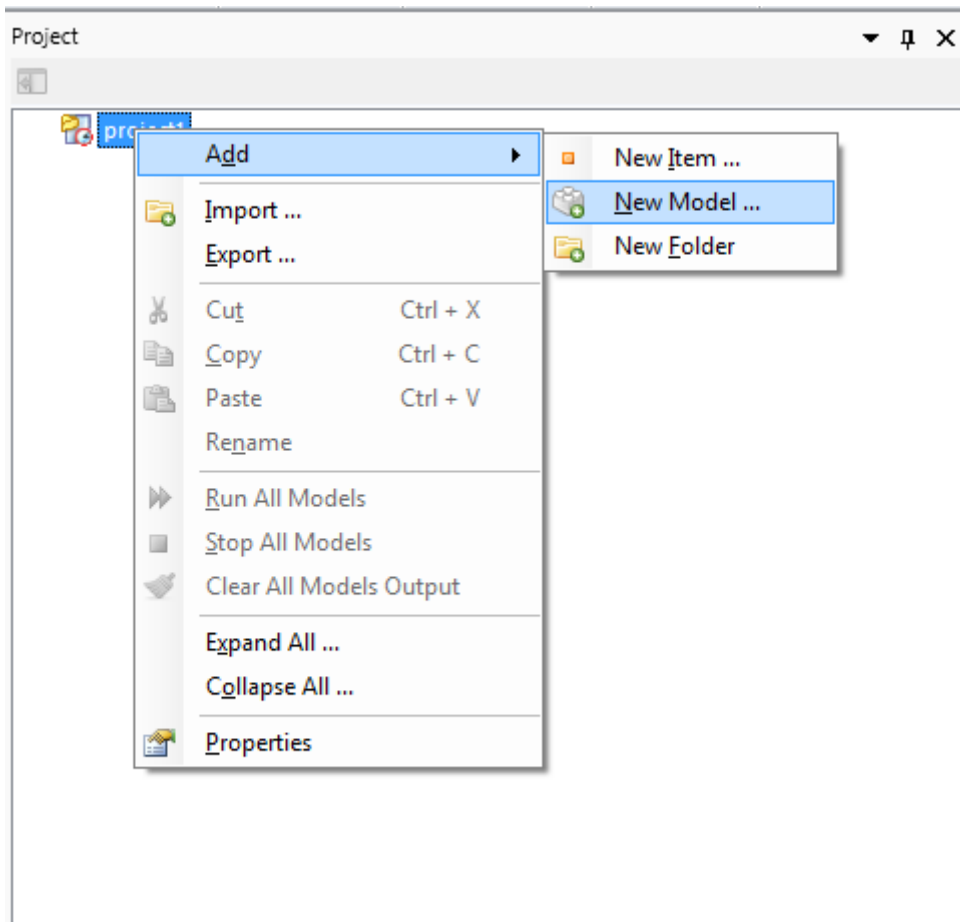 Project
Add
New Item ...
Import ...
New Model ...
Export ...
New Folder
Cut Ctrl + X
Copy Ctrl + C
Paste Ctrl + V
Rename
Run All Models
Stop All Models
Clear All Models Output
Expand All ...
Collapse All ...
Properties